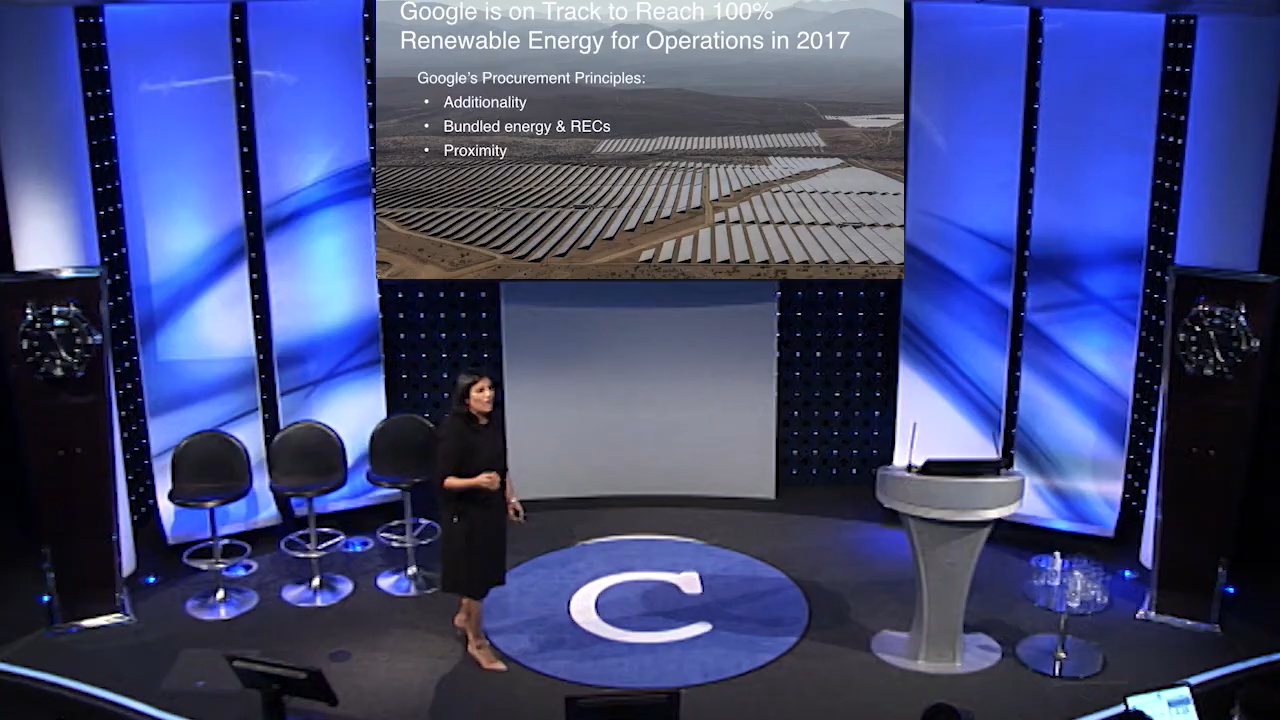 Google is on Track to Reach 100%
Renewable Energy for Operations in 2017
Google's Procurement Principles:
• Additionality
• Bundled energy & RECs
• Proximity
C